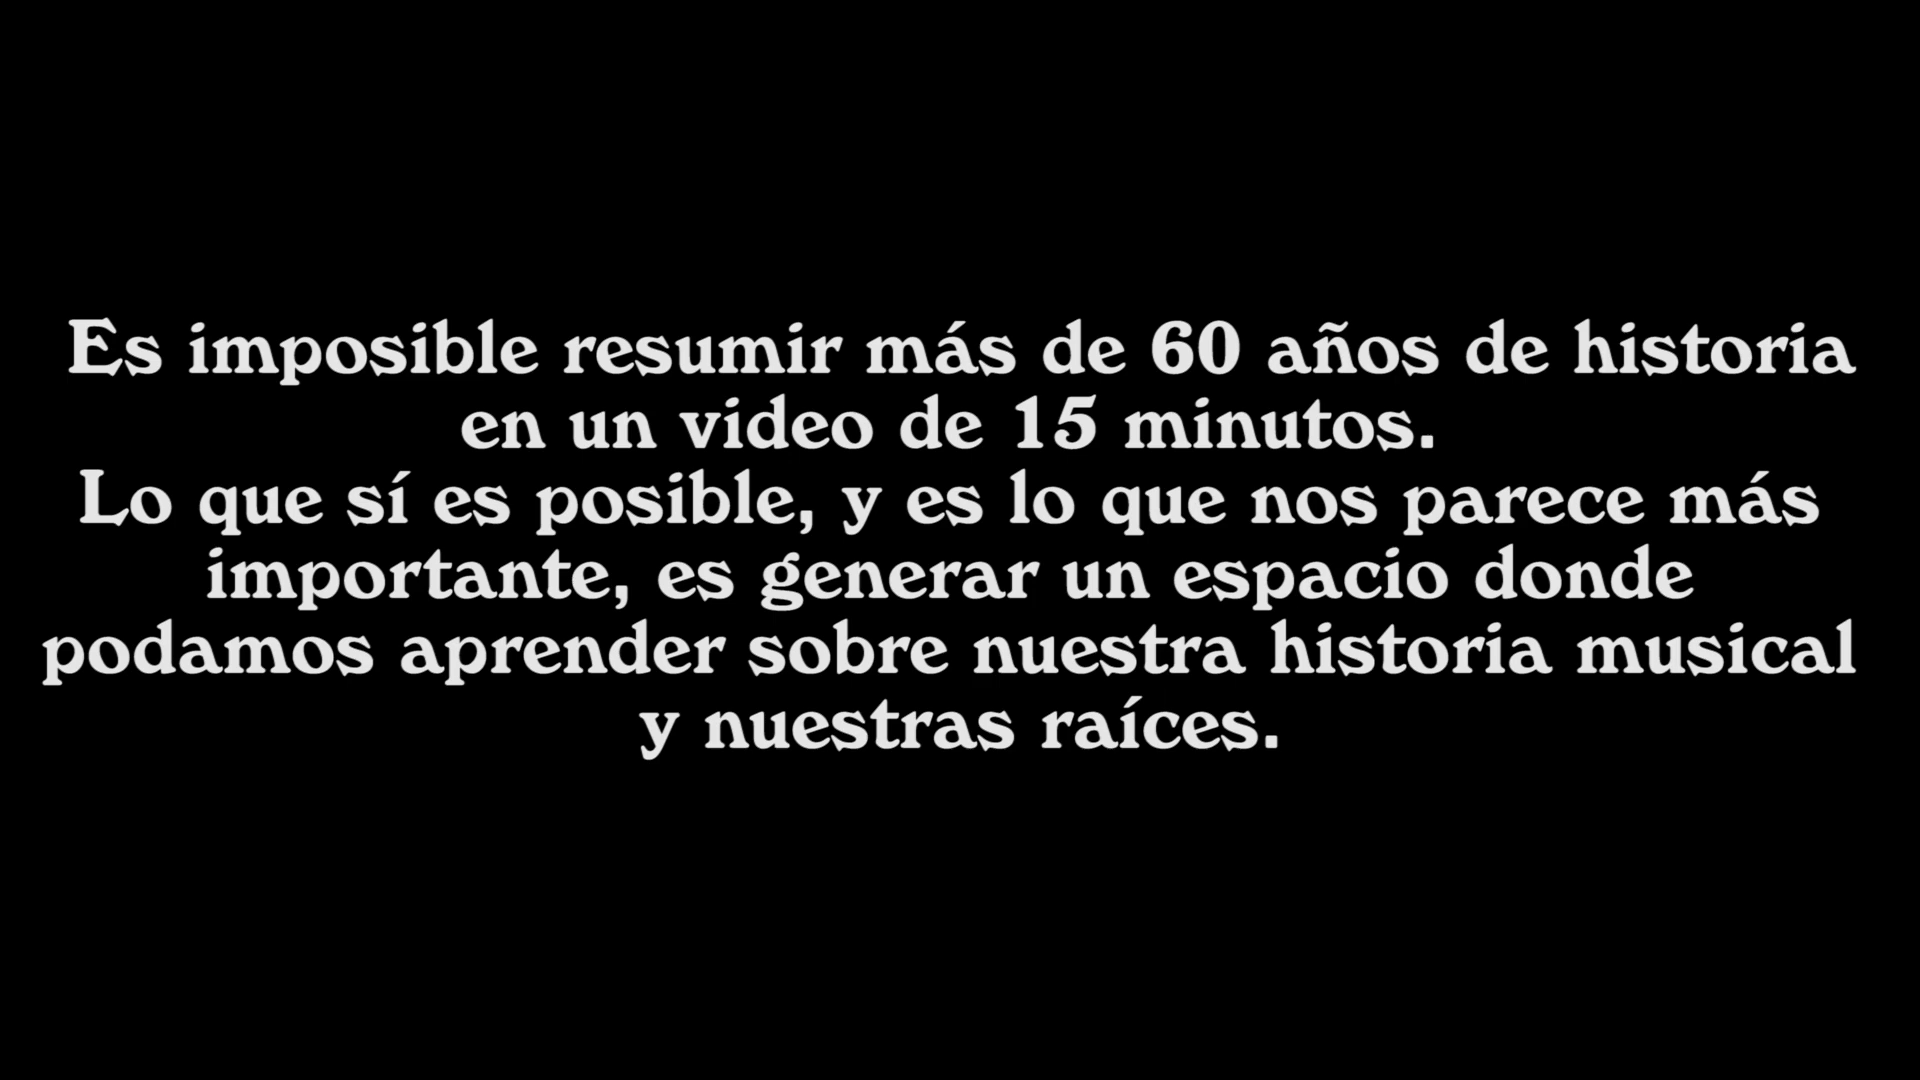 Es imposible resumir más de 60 años de historia
en un video de 15 minutos.
Lo que sí es posible, y es lo que nos parece más
importante, es generar un espacio donde
podamos aprender sobre nuestra historia musical
y nuestras raíces.